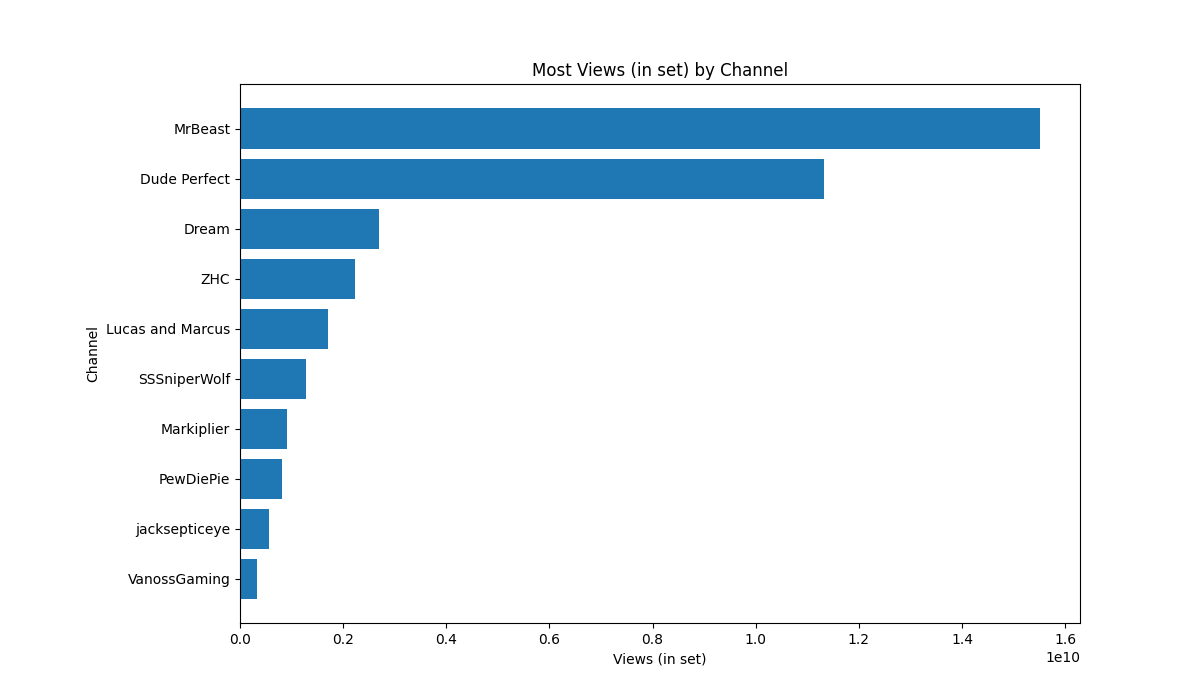 Most Views (in set) by Channel
MrBeast
Dude Perfect
Dream
ZHC
Lucas and Marcus
SSSniperWolf
Markiplier
PewDiePie
jacksepticeye
VanossGaming
Channel
0.0 0.2 0.4 0.6 0.8 1.0 1.2 1.4 1.6
1e10
Views (in set)